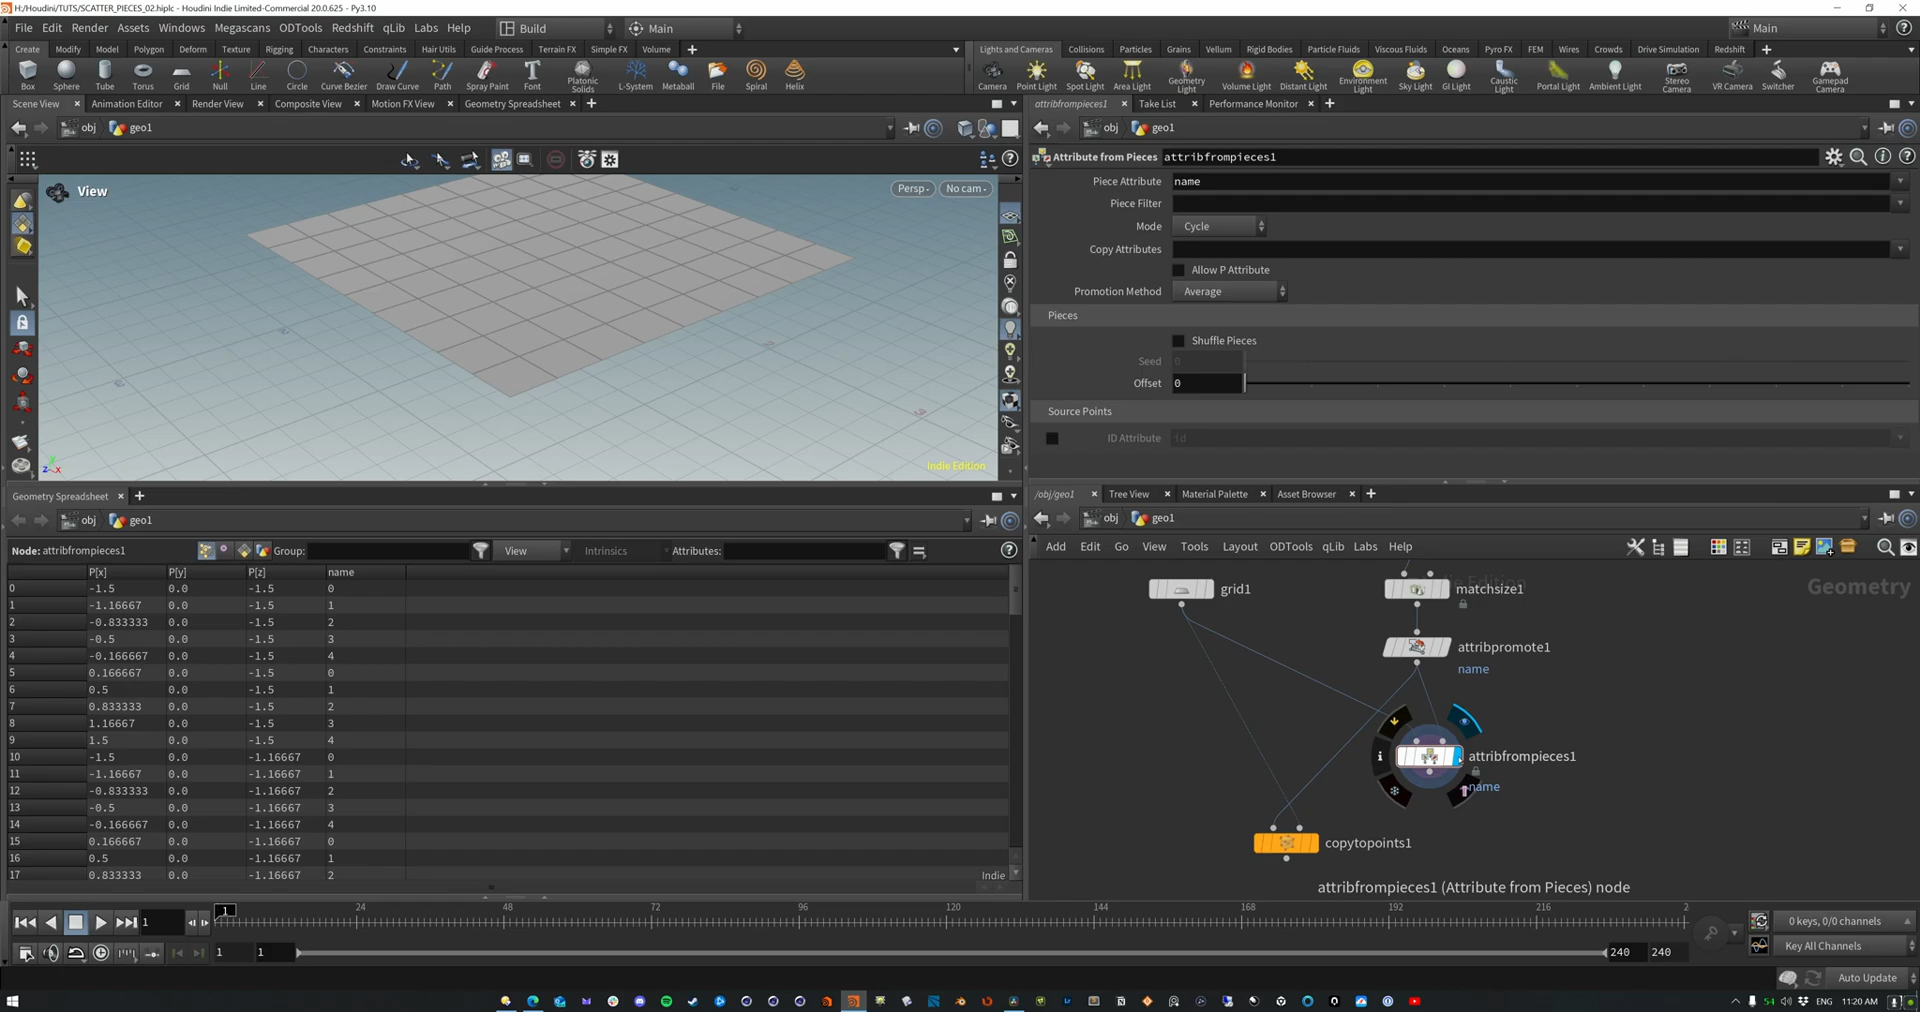 H:/Houdini/TUTS/SCATTER_PIECES_02.hiplc - Houdini Indie Limited-Commercial 20.0.625 - Py3.10
File Edit Render Assets Windows Megascans ODTools Redshift qLib Labs Help Build Main Main
Create Modify Model Polygon Deform Texture Rigging Characters Constraints Hair Utils Guide Process Terrain FX Simple FX Volume
Lights and Cameras Collisions Particles Grains Vellum Rigid Bodies Particle Fluids Viscous Fluids Oceans Pyro FX FEM Wires Crowds Drive Simulation Redshift
Box Sphere Tube Torus Grid Null Line Circle Curve Bezier Draw Curve Path Spray Paint Font Platonic Solids L-System Metaball File Spiral Helix
Camera Point Light Spot Light Area Light Geometry Light Volume Light Distant Light Environment Light Sky Light GI Light Caustic Light Portal Light Ambient Light Stereo Camera VR Camera Switcher Gamepad Camera
Scene View Animation Editor Render View Composite View Motion FX View Geometry Spreadsheet
attribfrompieces1 Take List Performance Monitor
obj geo1
obj geo1
View
Persp No cam
Indie Edition
Attribute from Pieces attribfrompieces1
Piece Attribute name
Piece Filter
Mode Cycle
Copy Attributes
Allow P Attribute
Promotion Method Average
Pieces
Shuffle Pieces
Seed 0
Offset 0
Source Points
ID Attribute id
Geometry Spreadsheet
obj geo1
Node: attribfrompieces1 Group: View Intrinsics Attributes:
P[x] P[y] P[z] name
0 -1.5 0.0 -1.5 0
1 -1.16667 0.0 -1.5 1
2 -0.833333 0.0 -1.5 2
3 -0.5 0.0 -1.5 3
4 -0.166667 0.0 -1.5 4
5 0.166667 0.0 -1.5 0
6 0.5 0.0 -1.5 1
7 0.833333 0.0 -1.5 2
8 1.16667 0.0 -1.5 3
9 1.5 0.0 -1.5 4
10 -1.5 0.0 -1.16667 0
11 -1.16667 0.0 -1.16667 1
12 -0.833333 0.0 -1.16667 2
13 -0.5 0.0 -1.16667 3
14 -0.166667 0.0 -1.16667 4
15 0.166667 0.0 -1.16667 0
16 0.5 0.0 -1.16667 1
17 0.833333 0.0 -1.16667 2
Indie
/obj/geo1 Tree View Material Palette Asset Browser
obj geo1
Add Edit Go View Tools Layout ODTools qLib Labs Help
Indie Edition
Geometry
grid1
matchsize1
attribpromote1
name
attribfrompieces1
name
copytopoints1
attribfrompieces1 (Attribute from Pieces) node
1 1 24 48 72 96 120 144 168 192 216 2
0 keys, 0/0 channels
1 1 240 240
Key All Channels
Auto Update
54 ENG 11:20 AM